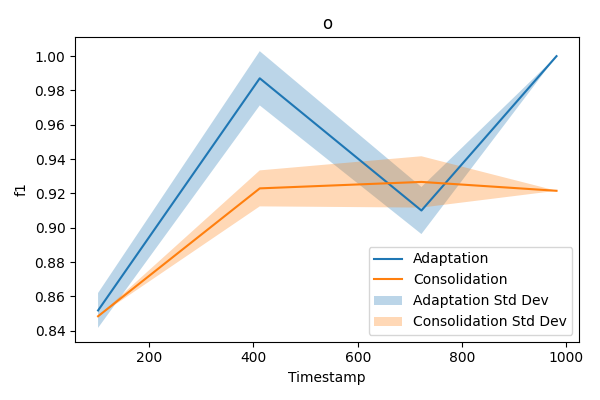 o
f1
1.00
0.98
0.96
0.94
0.92
0.90
0.88
0.86
0.84
200
400
600
800
1000
Timestamp
Adaptation
Consolidation
Adaptation Std Dev
Consolidation Std Dev